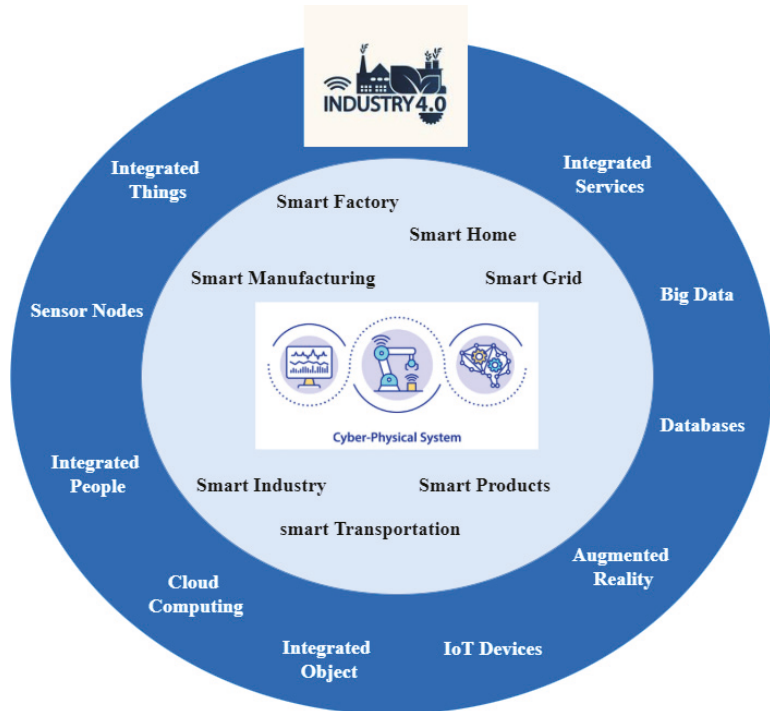 INDUSTRY 4.0
Integrated
Things
Integrated
Services
Smart Factory
Smart Home
Smart Manufacturing
Smart Grid
Sensor Nodes
Big Data
Cyber-Physical System
Databases
Integrated
People
Smart Industry
Smart Products
smart Transportation
Augmented
Reality
Cloud
Computing
Integrated
Object
IoT Devices